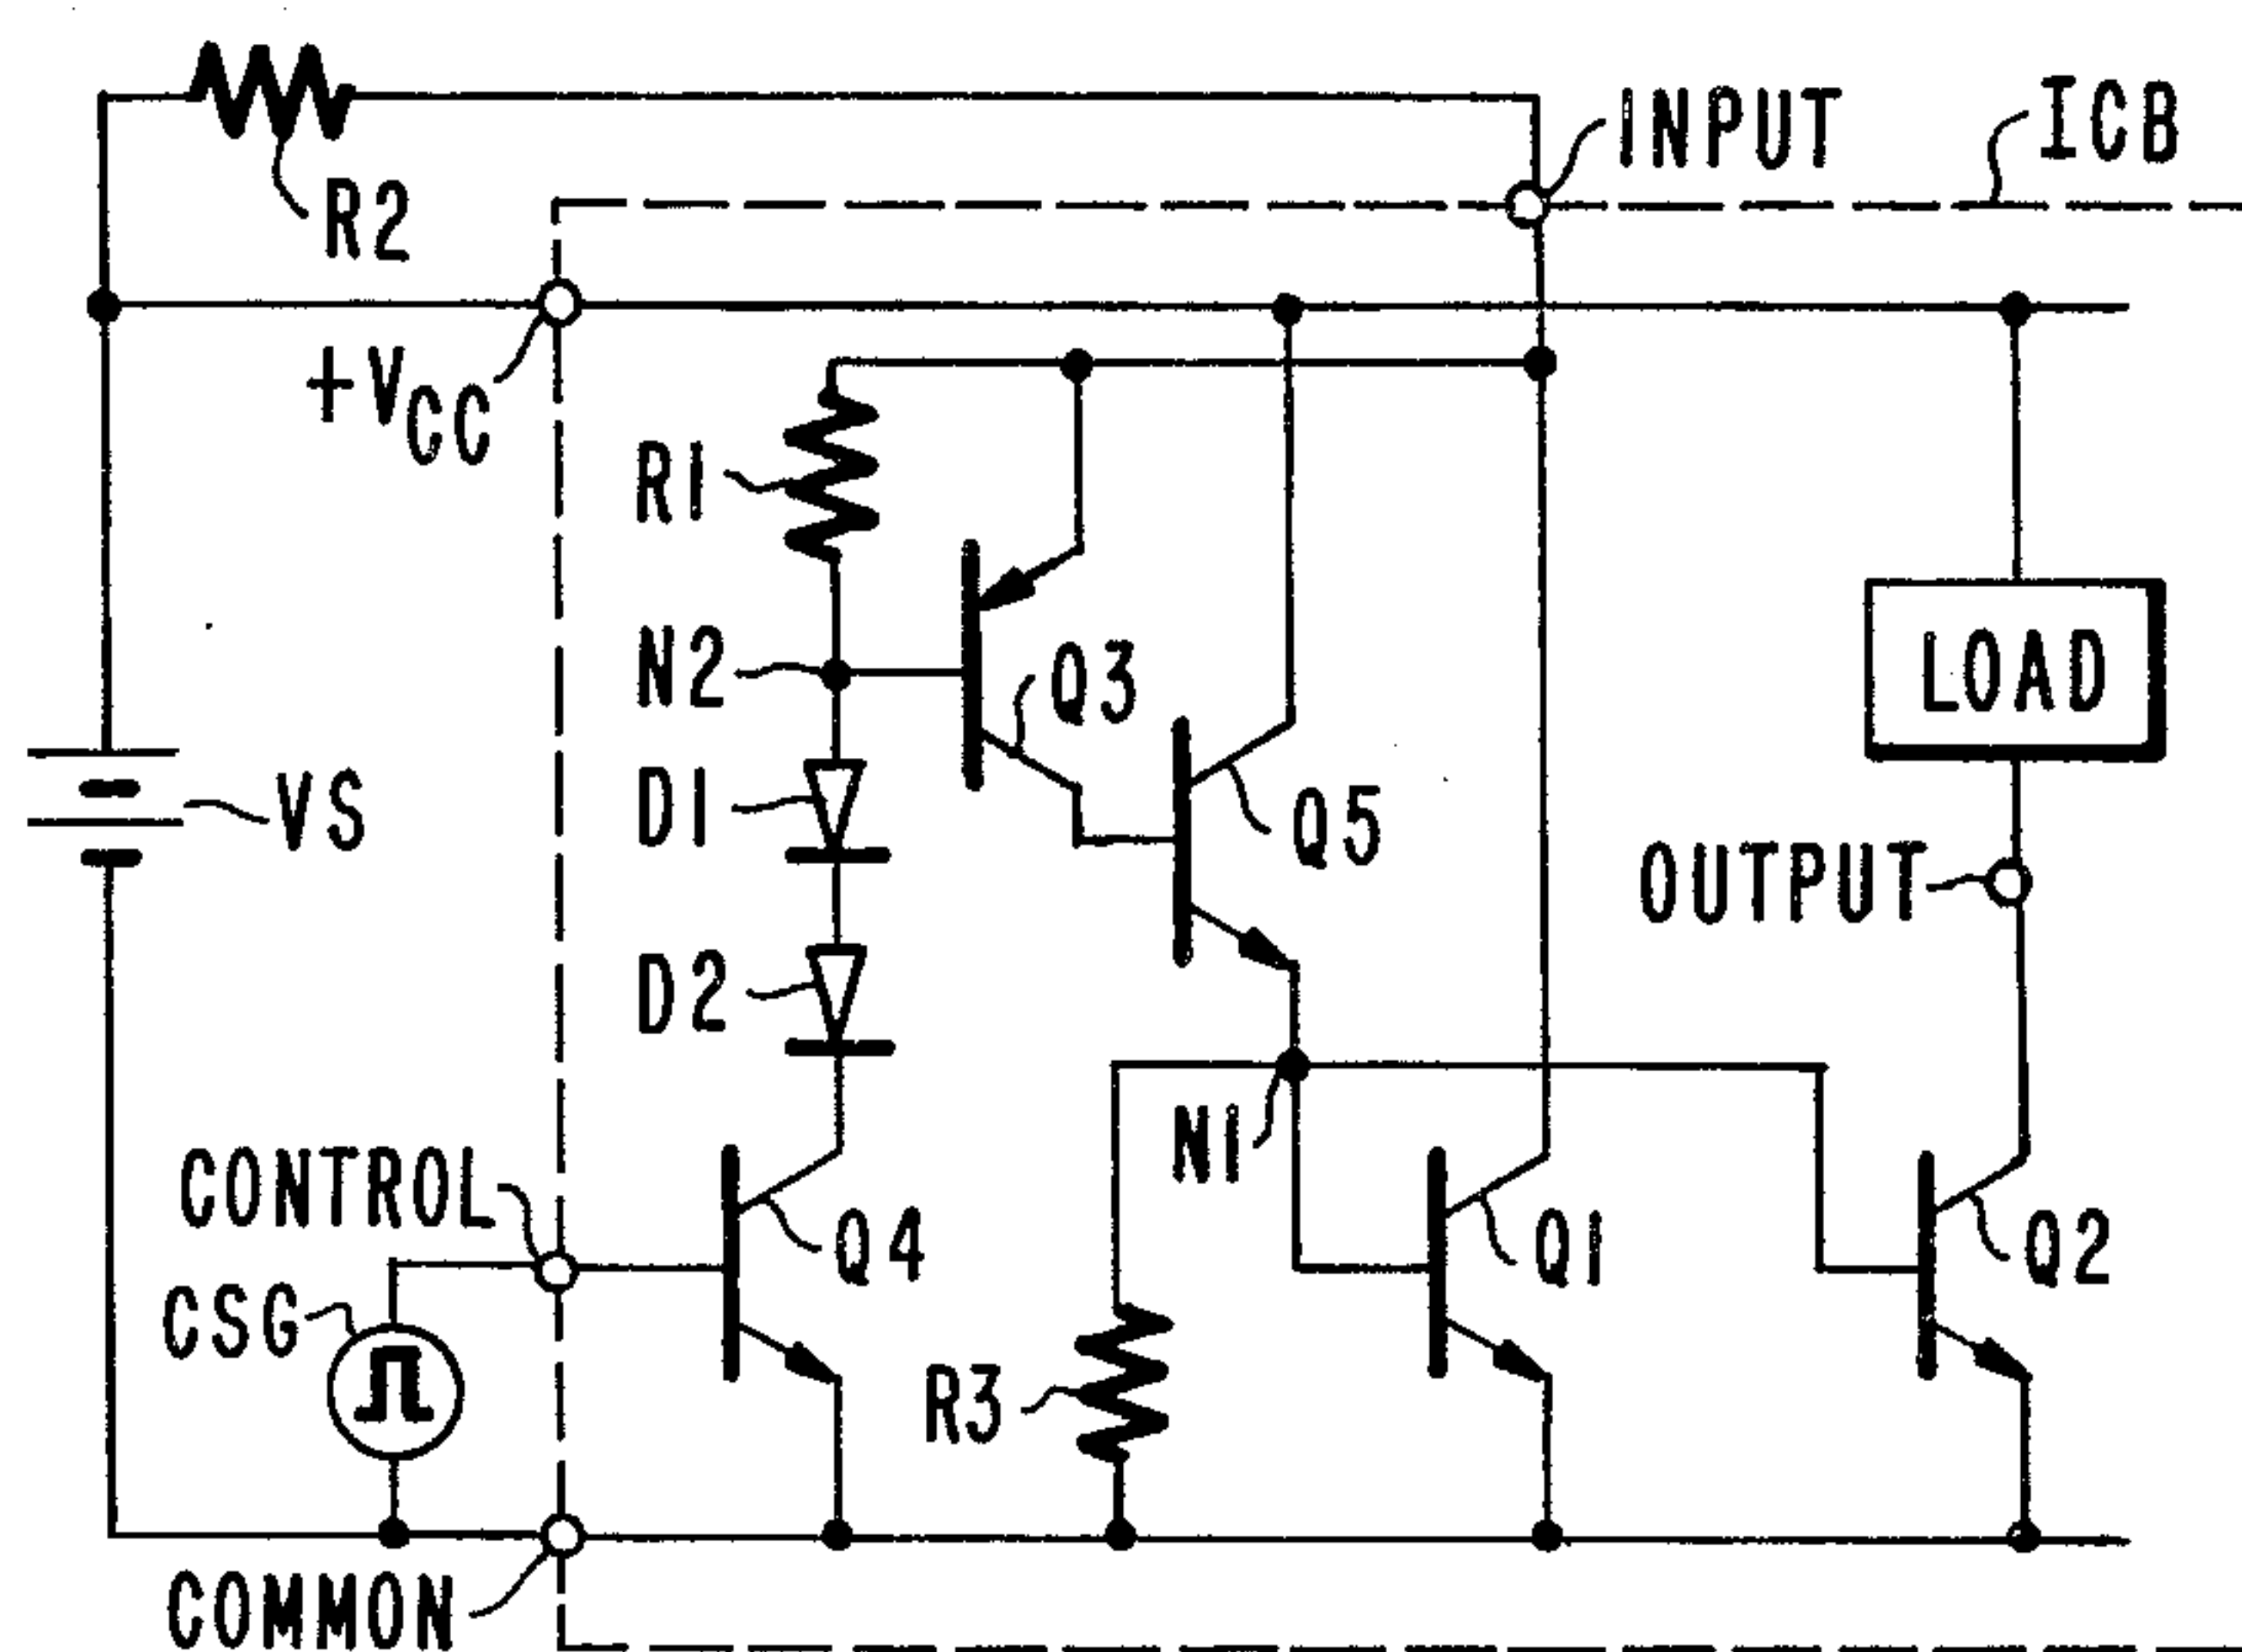 INPUT
ICB
R2
+VCC
R1
N2
Q3
LOAD
D1
VS
Q5
OUTPUT
D2
N1
CONTROL
Q4
Q1
Q2
CSG
R3
COMMON